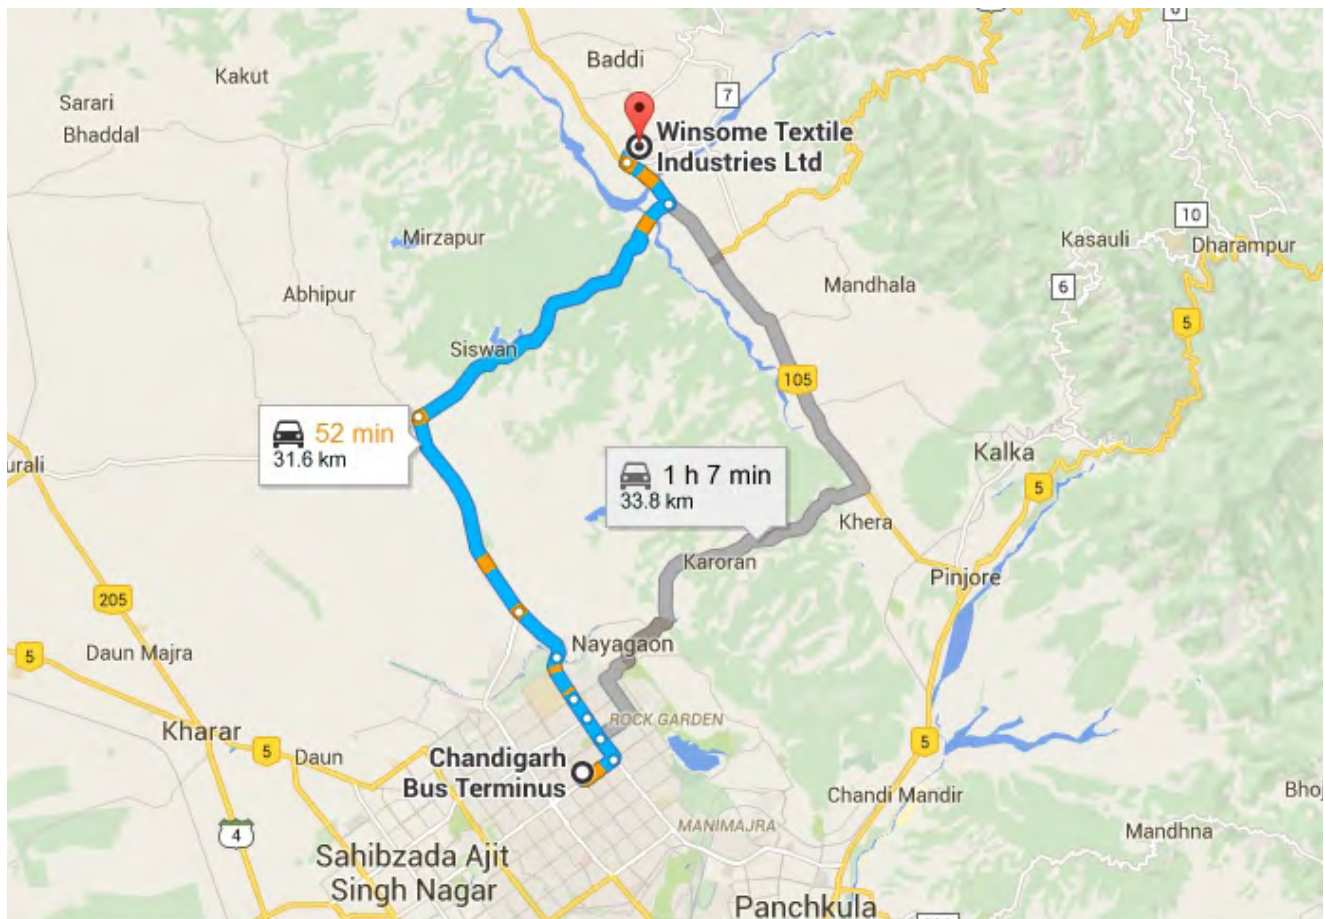 Baddi
Kakut
7
Sarari
Bhaddal
Winsome Textile
Industries Ltd
10
Mirzapur
Kasauli
Dharampur
Mandhala
6
Abhipur
5
Siswan
105
52 min
31.6 km
1 h 7 min
33.8 km
Kalka
urali
5
Khera
Karoran
Pinjore
205
Nayagaon
5
Daun Majra
ROCK GARDEN
Kharar
5
Daun
5
Chandigarh
Bus Terminus
Chandi Mandir
Bhoj
MANIMAJRA
Mandhna
4
Sahibzada Ajit
Singh Nagar
Panchkula